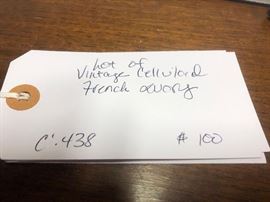 Lot of
Vintage Celluloid
French Ivory
C'.438 $ 100